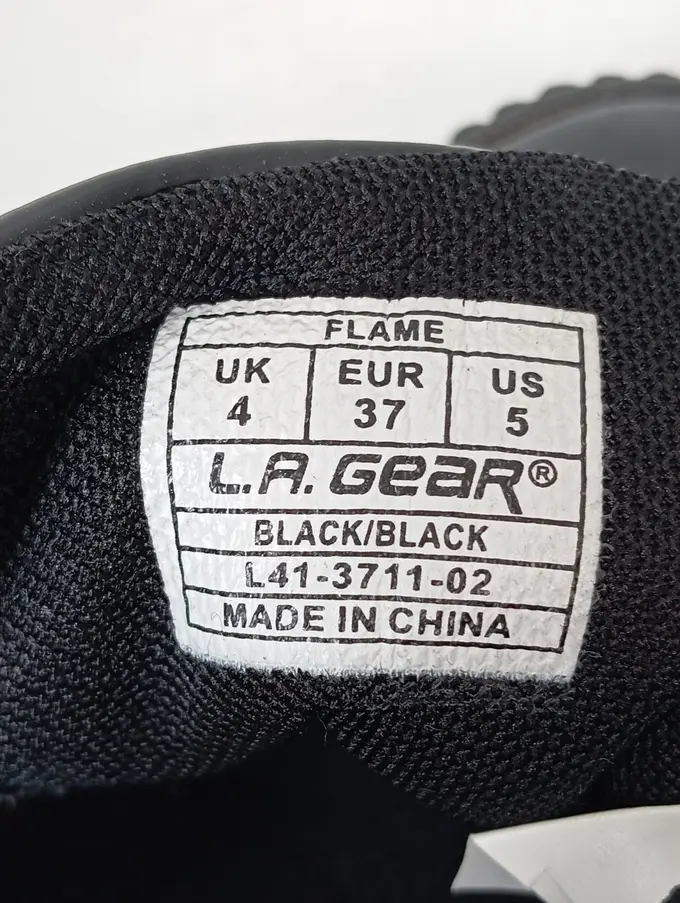 FLAME
UK EUR US
4 37 5
L.A. GEAR®
BLACK/BLACK
L41-3711-02
MADE IN CHINA